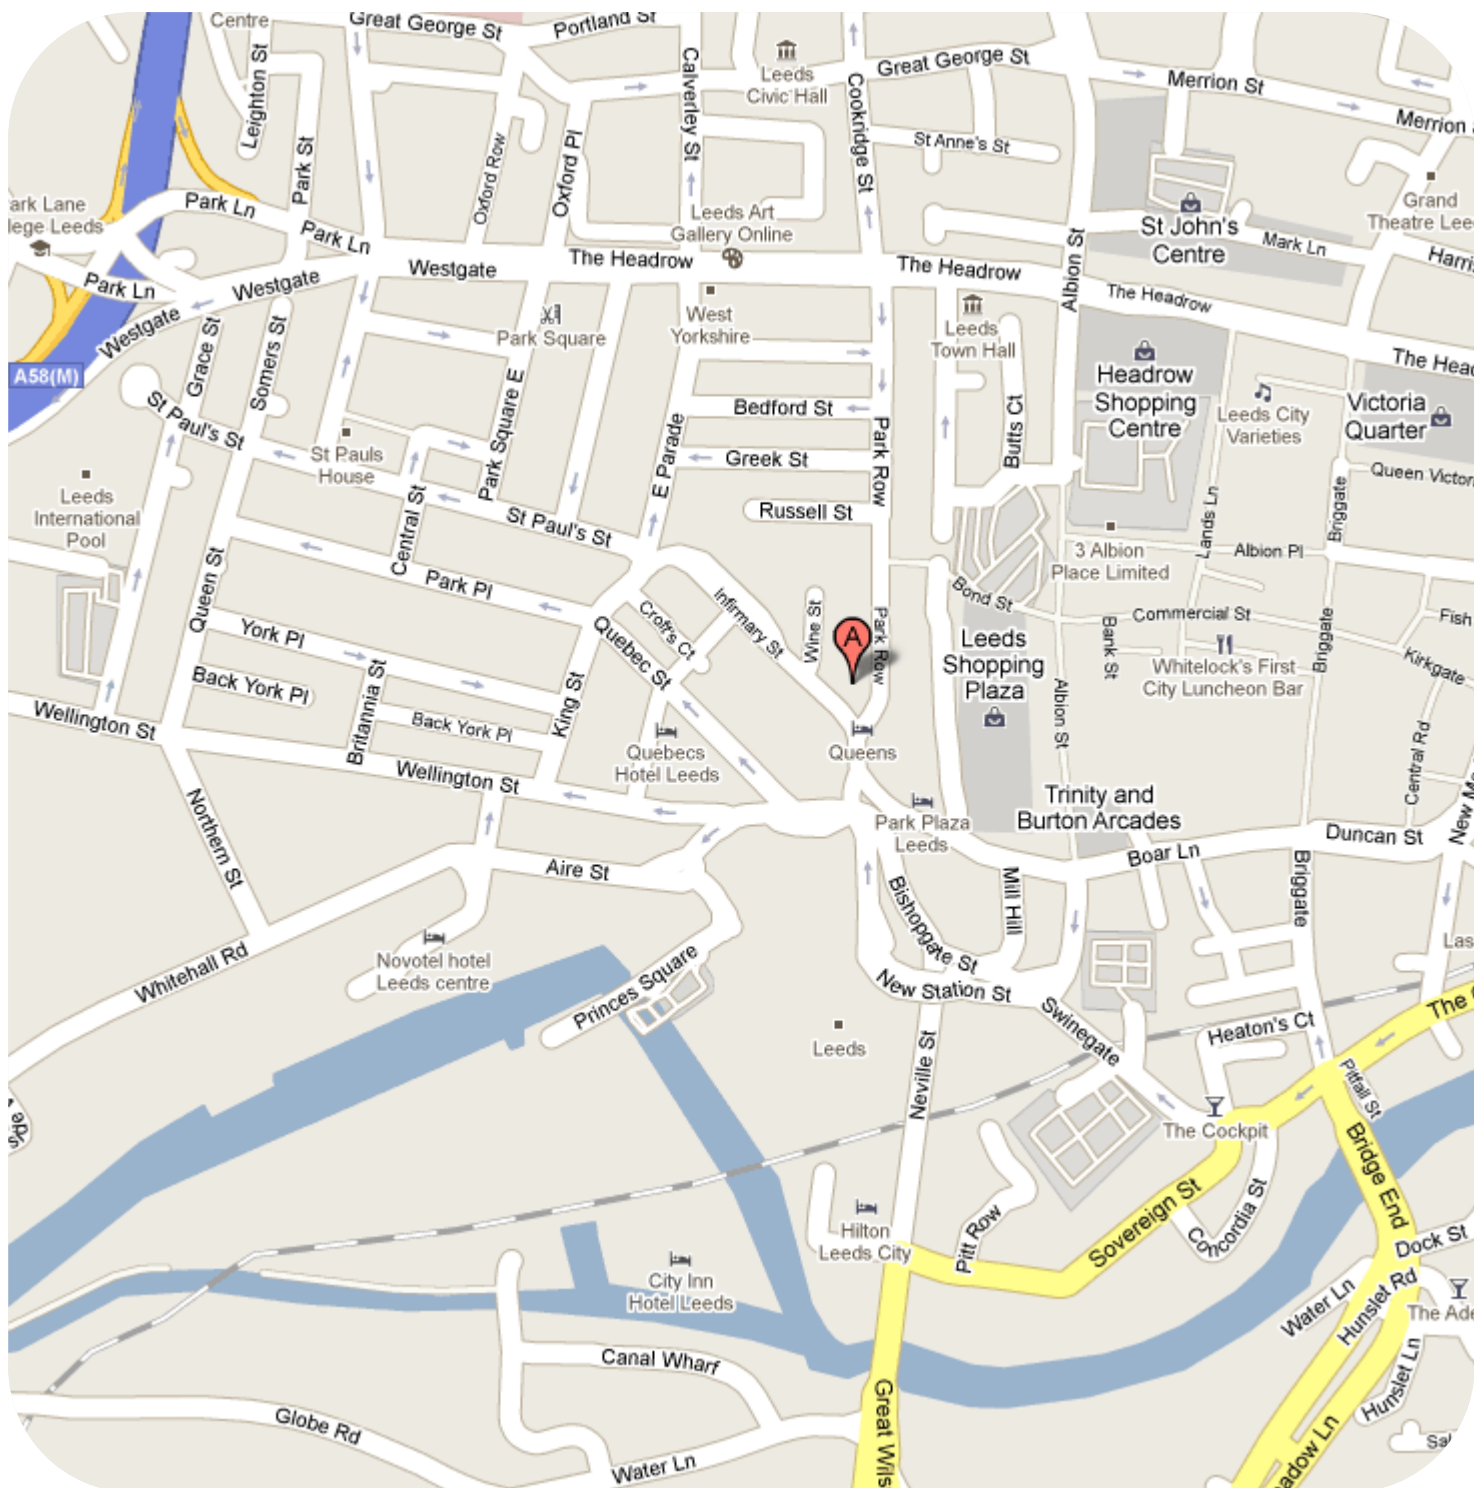 Centre
Great George St
Portland St
Leighton St
Calverley St
Leeds
Civic Hall
Cookridge St
Great George St
Merrion St
Merrion
Park St
Oxford Row
Oxford Pl
St Anne's St
Park Ln
Park Ln
Park Ln
Leeds Art
Gallery Online
Albion St
St John's
Centre
Mark Ln
Grand
Theatre
Westgate
Westgate
Westgate
The Headrow
The Headrow
The Headrow
A58(M)
Grace St
Somers St
Park Square
West
Yorkshire
Leeds
Town Hall
Headrow
Shopping
Centre
Leeds City
Varieties
Victoria
Quarter
St Paul's St
St Pauls
House
Park Square E
E Parade
Bedford St
Greek St
Russell St
Park Row
Butts Ct
Lands Ln
Briggate
Queen
Leeds
International
Pool
Queen St
Central St
St Paul's St
Park Pl
3 Albion
Place Limited
Albion Pl
Bond St
Commercial St
Fish
York Pl
Back York Pl
Britannia St
Back York Pl
King St
Quebec St
Croft's Ct
Infirmary St
Wine St
A
Park Row
Leeds
Shopping
Plaza
Bank St
Albion St
Whitelock's First
City Luncheon Bar
Briggate
Kirkgate
Central Rd
Wellington St
Wellington St
Quebecs
Hotel Leeds
Queens
Park Plaza
Leeds
Trinity and
Burton Arcades
Boar Ln
Duncan St
New
Northern St
Aire St
Bishopgate St
Mill Hill
Briggate
Whitehall Rd
Novotel hotel
Leeds centre
Princes Square
New Station St
Swinegate
Heaton's Ct
The
Leeds
Neville St
Pitfall St
The Cockpit
Bridge End
Hilton
Leeds City
Pitt Row
Sovereign St
Concordia St
Dock St
City Inn
Hotel Leeds
Water Ln
Hunslet Rd
The
Hunslet Ln
Canal Wharf
Globe Rd
Water Ln
Great
Ln